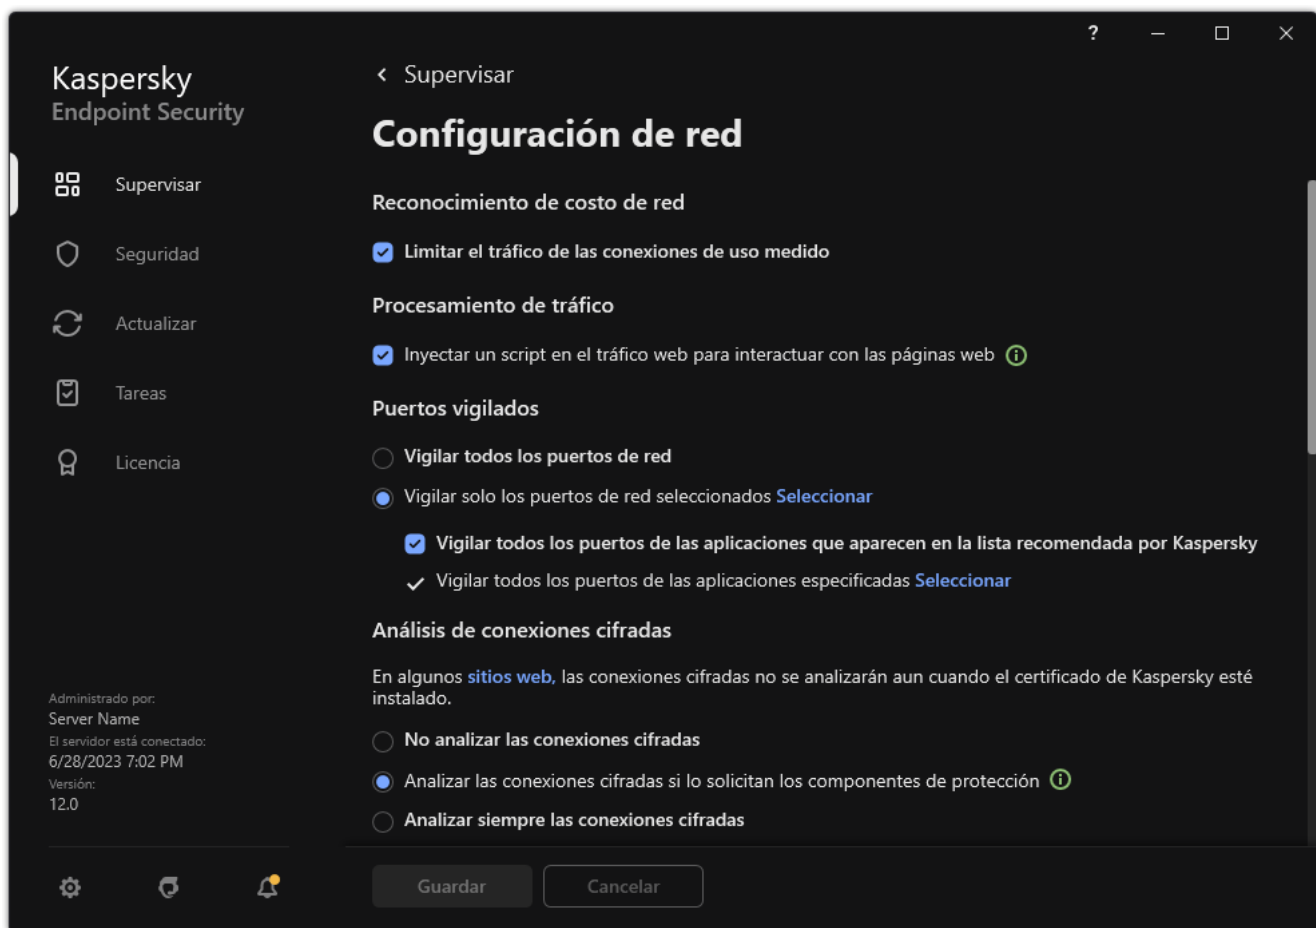 ?
Kaspersky
Endpoint Security
Supervisar
Seguridad
Actualizar
Tareas
Licencia
Administrado por:
Server Name
El servidor está conectado:
6/28/2023 7:02 PM
Versión:
12.0
Supervisar
Configuración de red
Reconocimiento de costo de red
Limitar el tráfico de las conexiones de uso medido
Procesamiento de tráfico
Inyectar un script en el tráfico web para interactuar con las páginas web
Puertos vigilados
Vigilar todos los puertos de red
Vigilar solo los puertos de red seleccionados Seleccionar
Vigilar todos los puertos de las aplicaciones que aparecen en la lista recomendada por Kaspersky
Vigilar todos los puertos de las aplicaciones especificadas Seleccionar
Análisis de conexiones cifradas
En algunos sitios web, las conexiones cifradas no se analizarán aun cuando el certificado de Kaspersky esté
instalado.
No analizar las conexiones cifradas
Analizar las conexiones cifradas si lo solicitan los componentes de protección
Analizar siempre las conexiones cifradas
Guardar
Cancelar